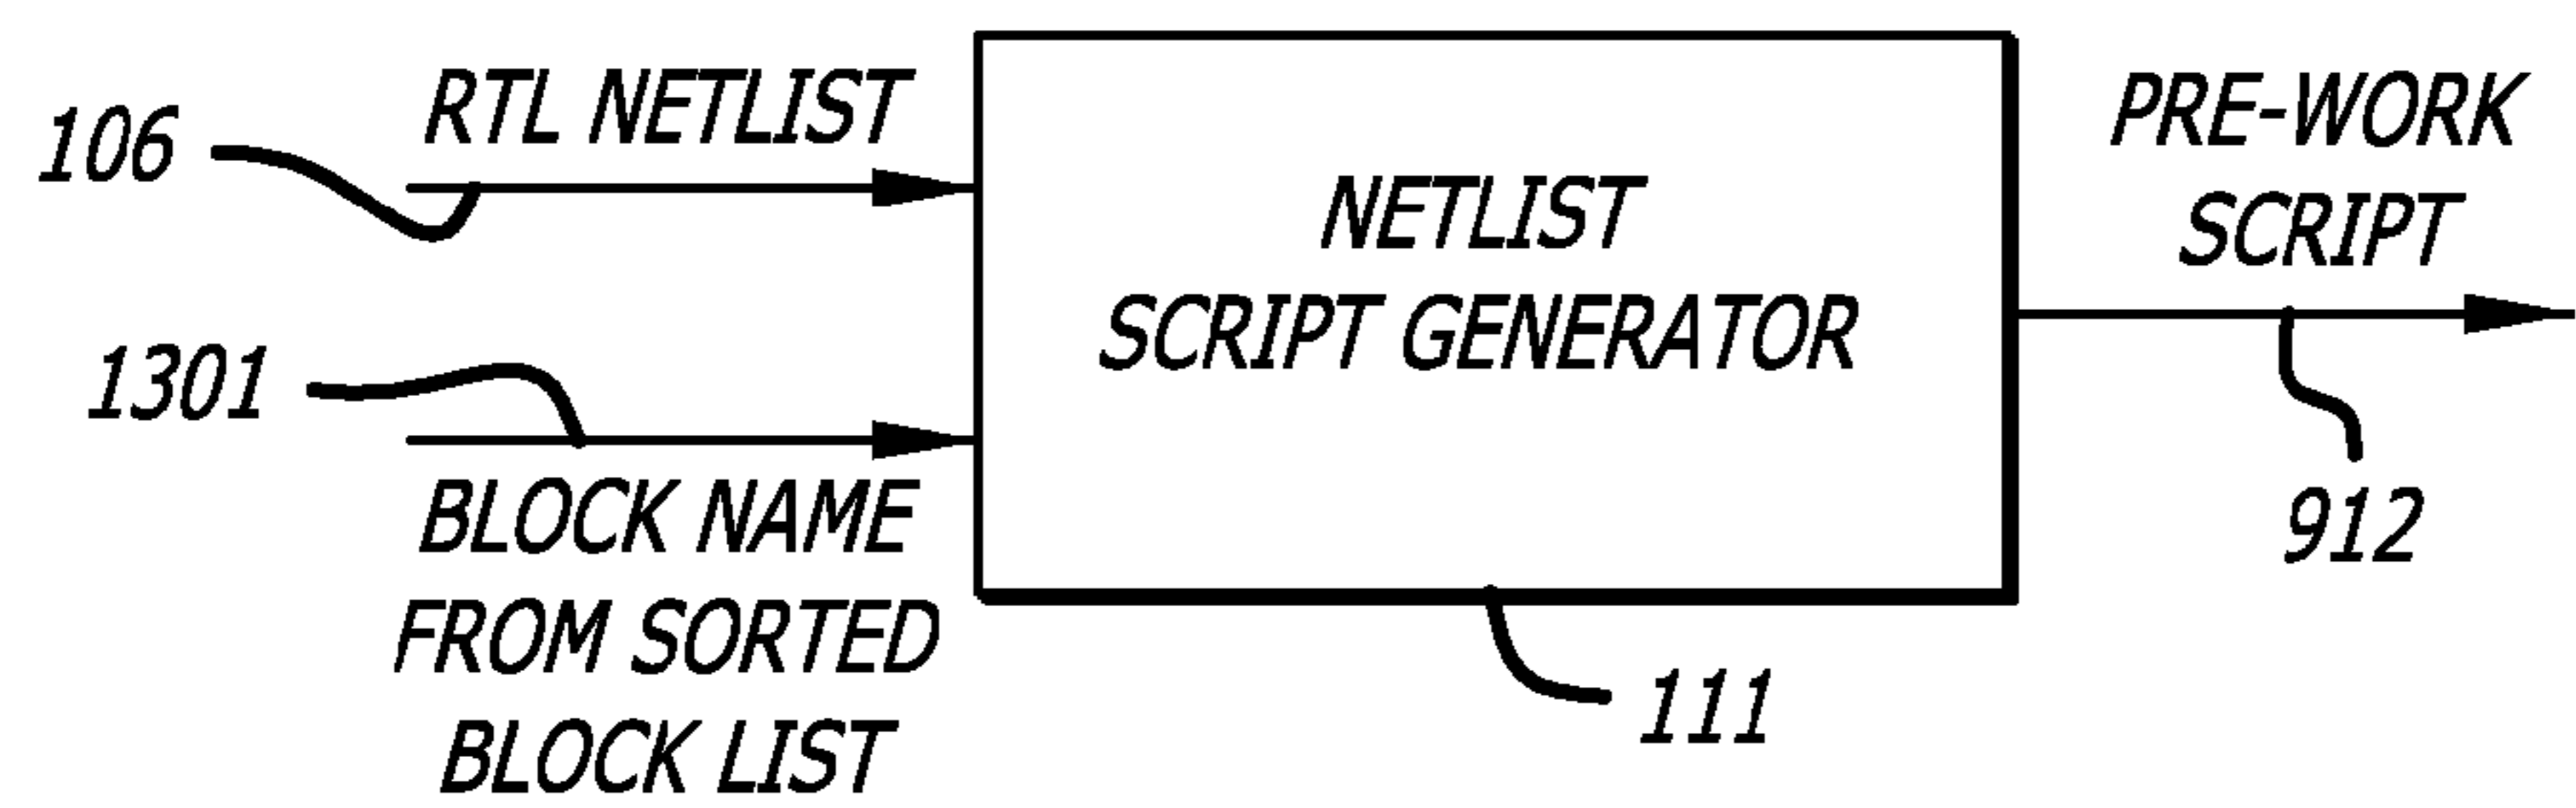 106
RTL NETLIST
1301
BLOCK NAME
FROM SORTED
BLOCK LIST
NETLIST
SCRIPT GENERATOR
111
PRE-WORK
SCRIPT
912